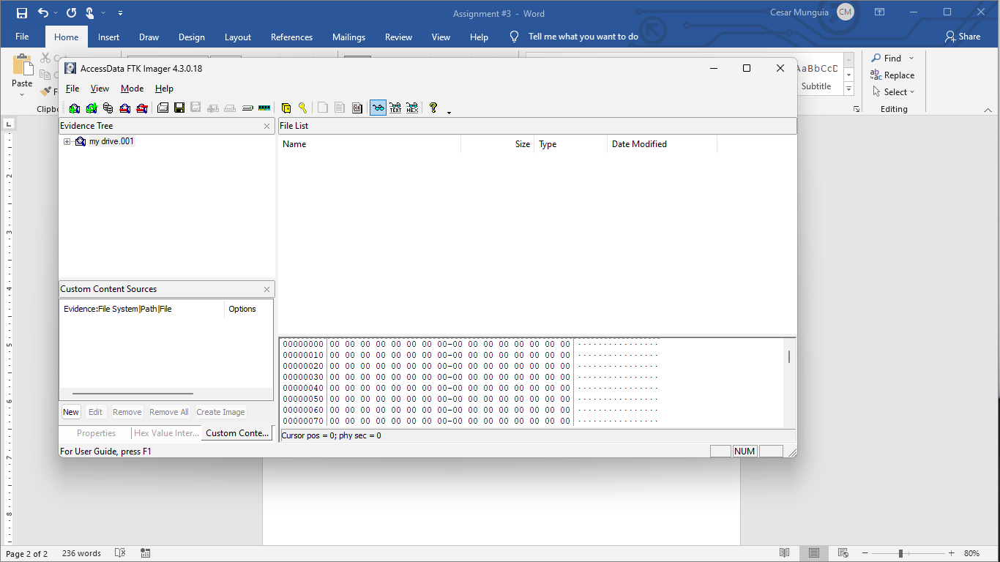 Assignment #3 - Word
Cesar Munguia
CM
File Home Insert Draw Design Layout References Mailings Review View Help Tell me what you want to do Share
Paste
AccessData FTK Imager 4.3.0.18
File View Mode Help
Evidence Tree
my drive.001
File List
Name Size Type Date Modified
Custom Content Sources
Evidence:File System|Path|File Options
New Edit Remove Remove All Create Image
Properties Hex Value Inter... Custom Conte...
00000000 00 00 00 00 00 00 00 00-00 00 00 00 00 00 00 00 ................
00000010 00 00 00 00 00 00 00 00-00 00 00 00 00 00 00 00 ................
00000020 00 00 00 00 00 00 00 00-00 00 00 00 00 00 00 00 ................
00000030 00 00 00 00 00 00 00 00-00 00 00 00 00 00 00 00 ................
00000040 00 00 00 00 00 00 00 00-00 00 00 00 00 00 00 00 ................
00000050 00 00 00 00 00 00 00 00-00 00 00 00 00 00 00 00 ................
00000060 00 00 00 00 00 00 00 00-00 00 00 00 00 00 00 00 ................
00000070 00 00 00 00 00 00 00 00-00 00 00 00 00 00 00 00 ................
Cursor pos = 0; phy sec = 0
For User Guide, press F1
NUM
AaBbCcD
Subtitle
Find
Replace
Select
Editing
2
3
4
5
6
7
8
Page 2 of 2 236 words 80%